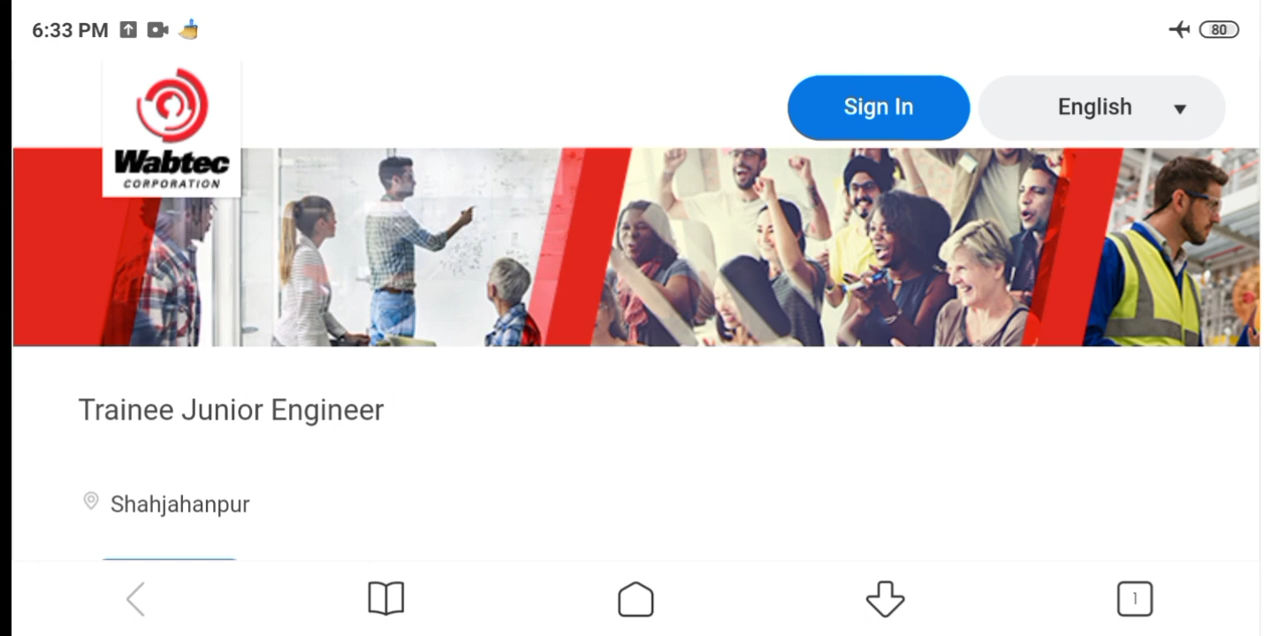 6:33 PM
80
Wabtec
CORPORATION
Sign In
English
Trainee Junior Engineer
Shahjahanpur
1